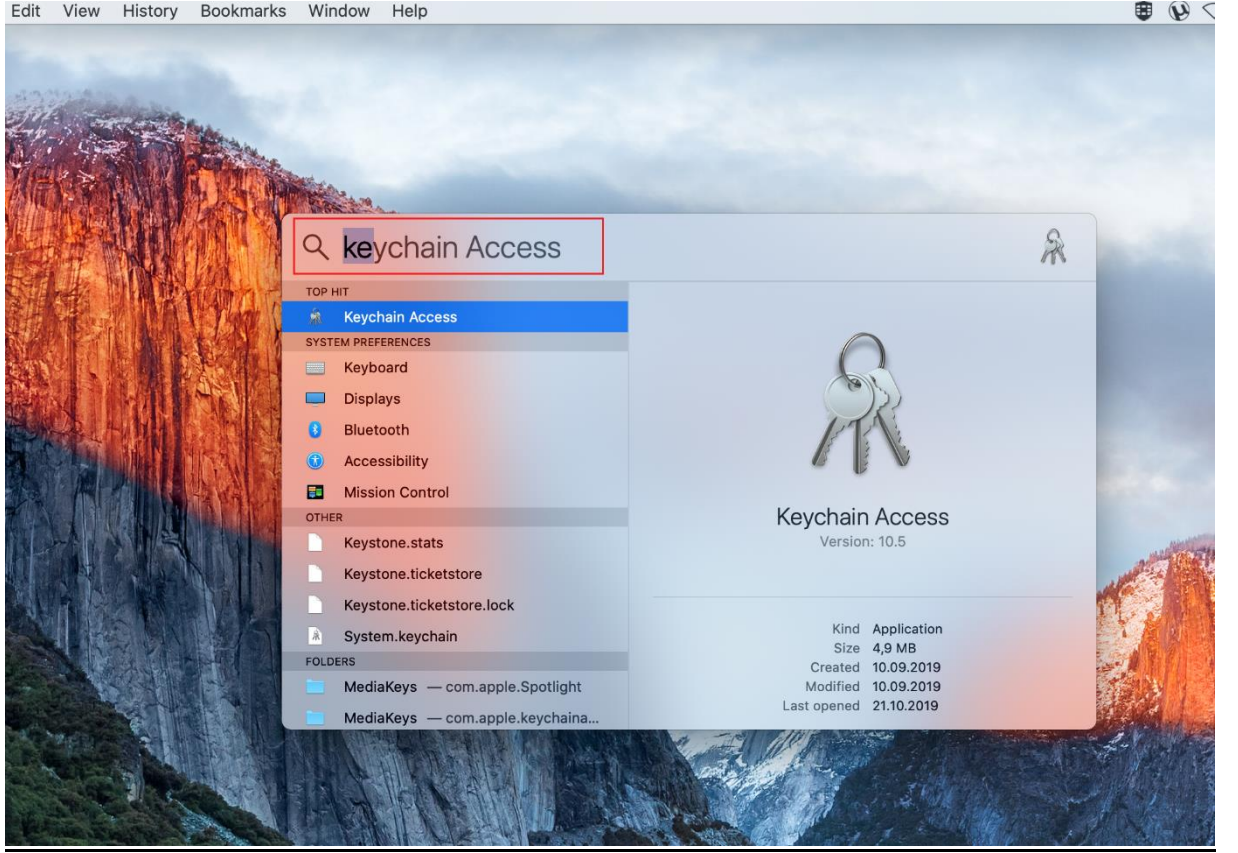 Edit View History Bookmarks Window Help
keychain Access
TOP HIT
Keychain Access
SYSTEM PREFERENCES
Keyboard
Displays
Bluetooth
Accessibility
Mission Control
OTHER
Keystone.stats
Keystone.ticketstore
Keystone.ticketstore.lock
System.keychain
FOLDERS
MediaKeys — com.apple.Spotlight
MediaKeys — com.apple.keychaina...
Keychain Access
Version: 10.5
Kind Application
Size 4,9 MB
Created 10.09.2019
Modified 10.09.2019
Last opened 21.10.2019